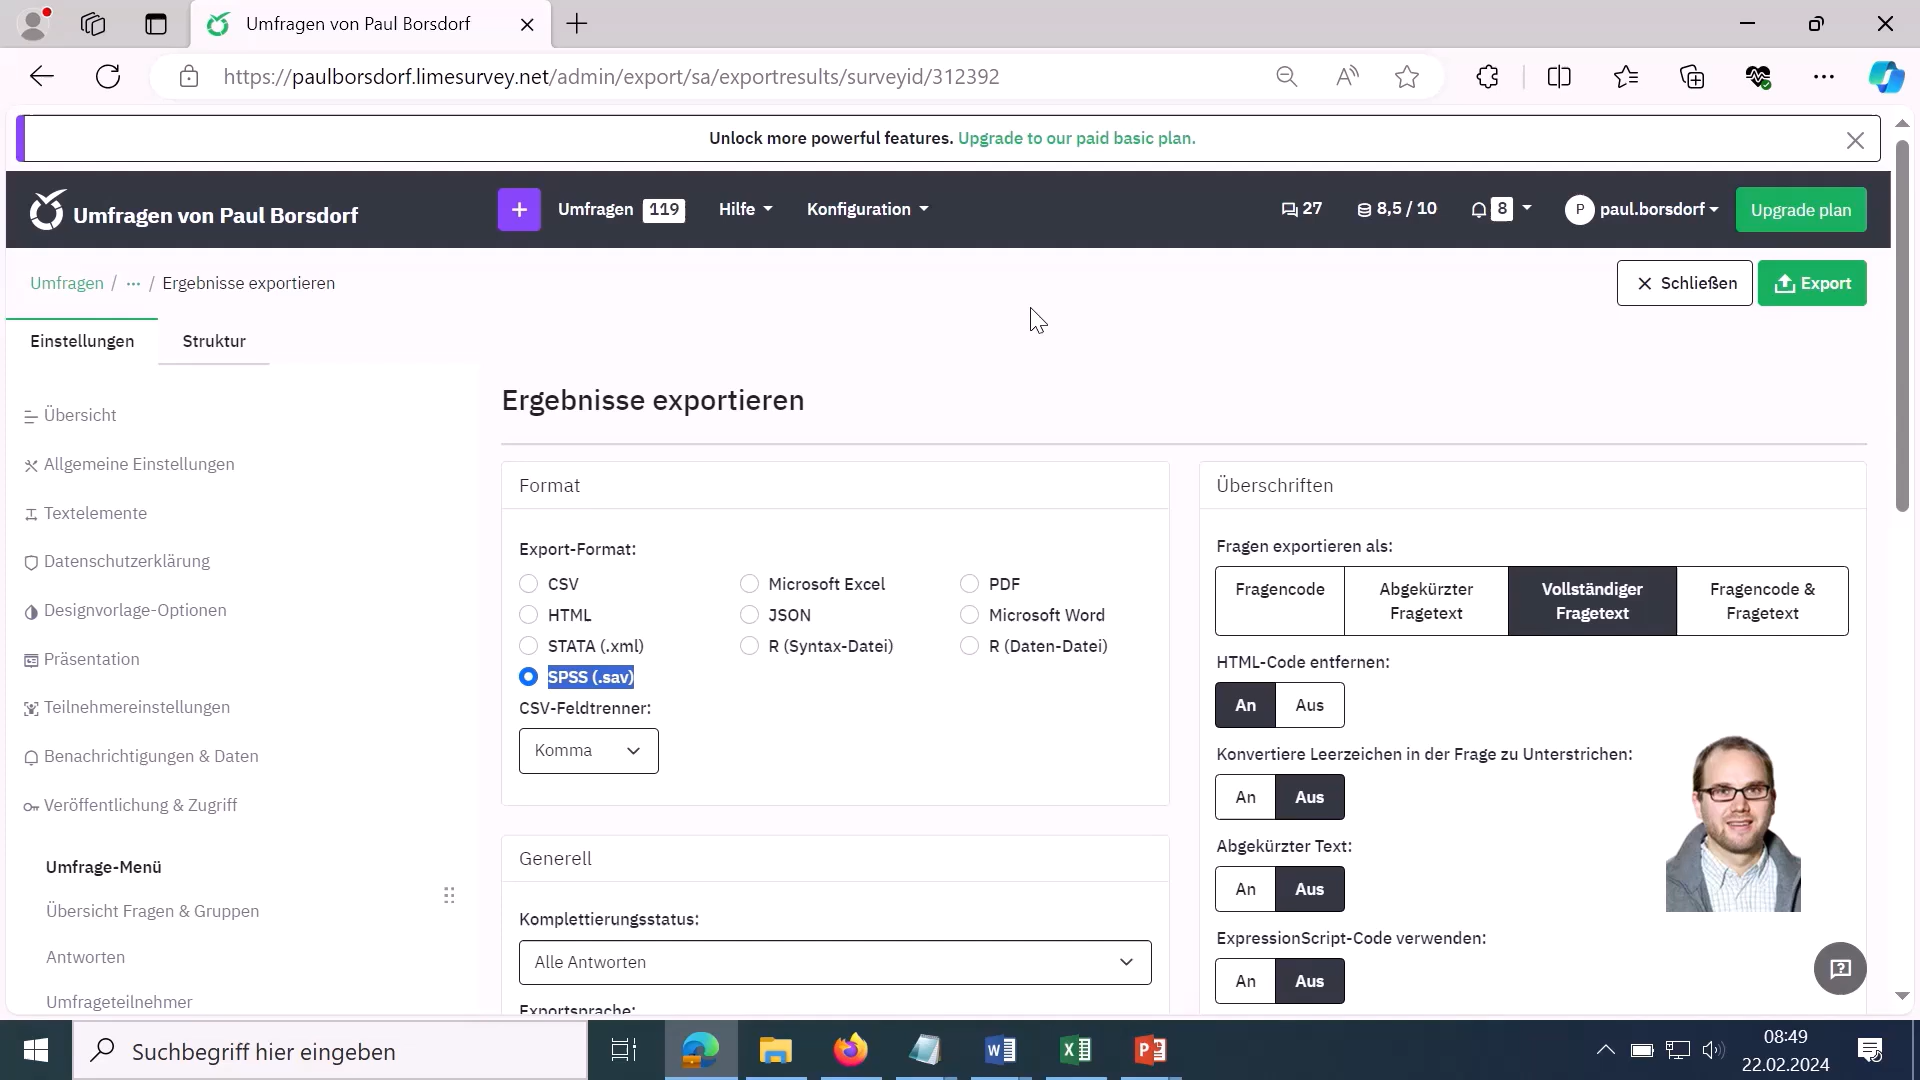 Umfragen von Paul Borsdorf
https://paulborsdorf.limesurvey.net/admin/export/sa/exportresults/surveyid/312392
Unlock more powerful features. Upgrade to our paid basic plan.
Umfragen von Paul Borsdorf
+ Umfragen 119 Hilfe Konfiguration 27 8,5 / 10 8 P paul.borsdorf Upgrade plan
Umfragen / ... / Ergebnisse exportieren
Schließen Export
Einstellungen Struktur
Übersicht
Allgemeine Einstellungen
Textelemente
Datenschutzerklärung
Designvorlage-Optionen
Präsentation
Teilnehmereinstellungen
Benachrichtigungen & Daten
Veröffentlichung & Zugriff
Umfrage-Menü
Übersicht Fragen & Gruppen
Antworten
Umfrageteilnehmer
Ergebnisse exportieren
Format
Export-Format:
CSV Microsoft Excel PDF
HTML JSON Microsoft Word
STATA (.xml) R (Syntax-Datei) R (Daten-Datei)
SPSS (.sav)
CSV-Feldtrenner:
Komma
Generell
Komplettierungsstatus:
Alle Antworten
Exportsprache:
Überschriften
Fragen exportieren als:
Fragencode
Abgekürzter
Fragetext
Vollständiger
Fragetext
Fragencode &
Fragetext
HTML-Code entfernen:
An Aus
Konvertiere Leerzeichen in der Frage zu Unterstrichen:
An Aus
Abgekürzter Text:
An Aus
ExpressionScript-Code verwenden:
An Aus
Suchbegriff hier eingeben
08:49
22.02.2024